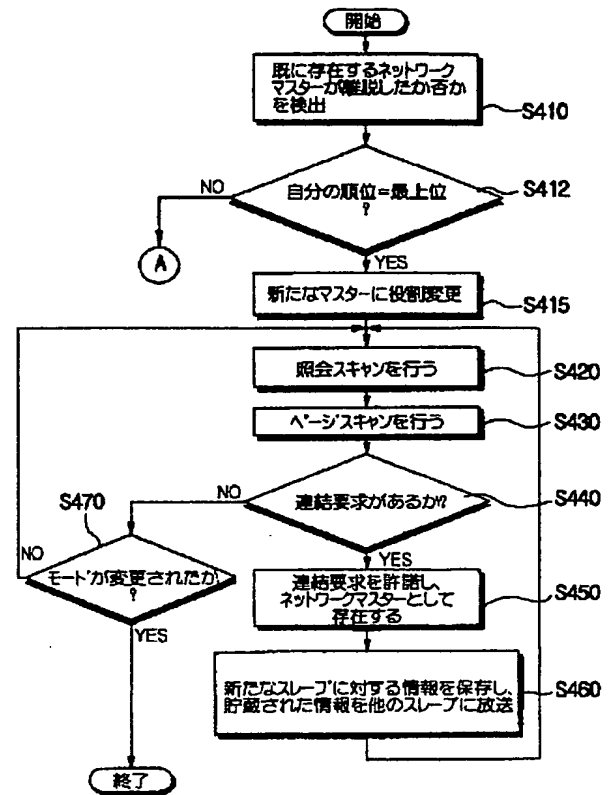 開始
既に存在するネットワーク
マスターが離説したか否か
を検出
S410
自分の順位=最上位
?
S412
NO
A
YES
新たなマスターに役割変更
S415
照会スキャンを行う
S420
ページスキャンを行う
S430
連結要求があるか?
S440
NO
S470
モードが変更されたか
?
NO
YES
YES
連結要求を許諾し、
ネットワークマスターとして
存在する
S450
新たなスレーブに対する情報を保存し、
貯蔵された情報を他のスレーブに放送
S460
終了